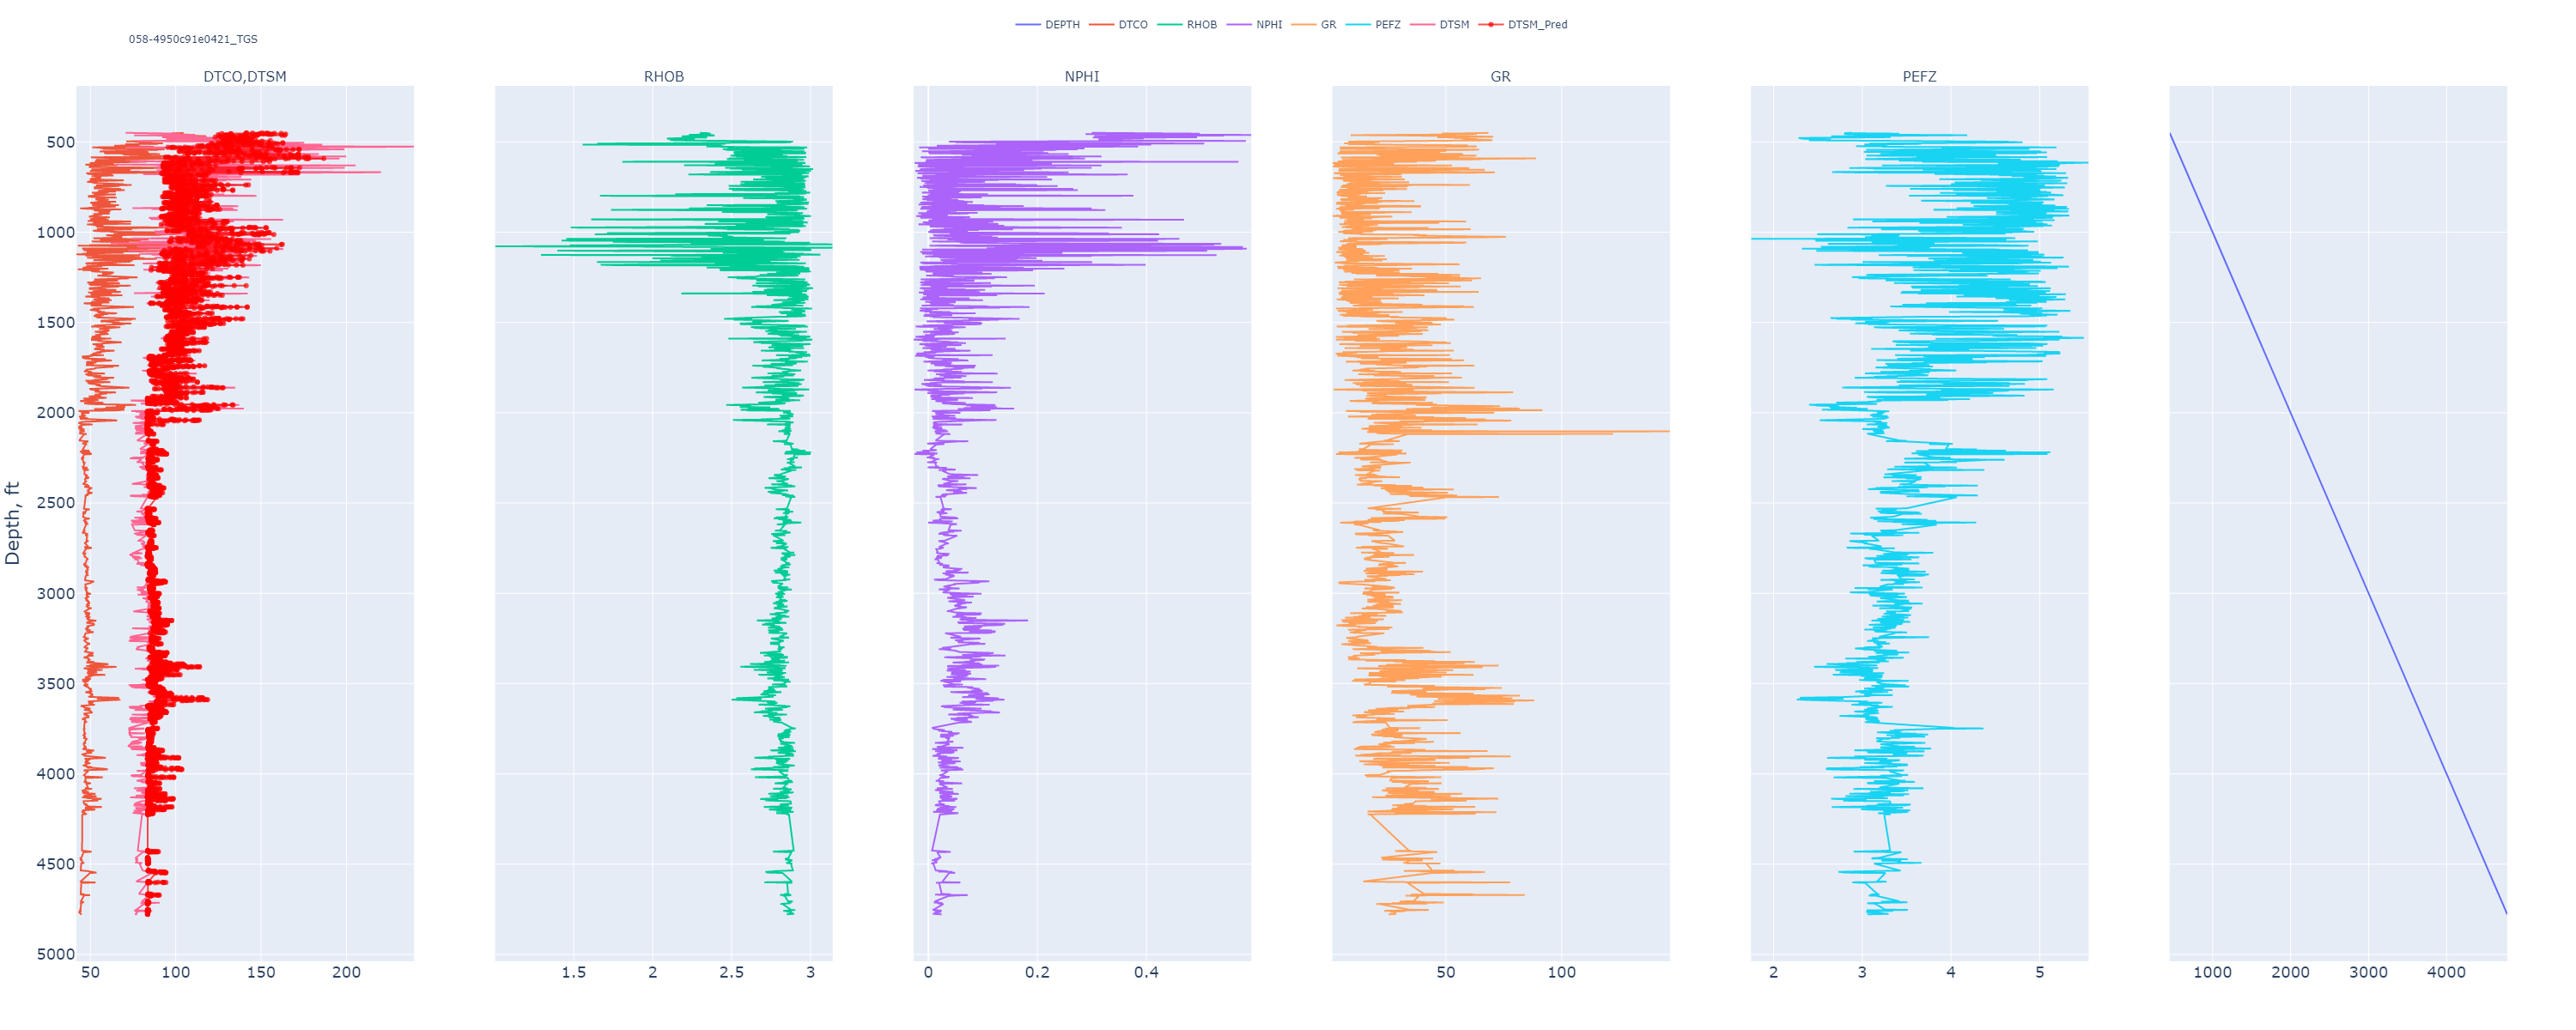 DEPTH DTCO RHOB NPHI GR PEFZ DTSM DTSM_Pred
058-4950c91e0421_TGS
DTCO,DTSM RHOB NPHI GR PEFZ
Depth, ft
500
1000
1500
2000
2500
3000
3500
4000
4500
5000
50 100 150 200
1.5 2 2.5 3
0 0.2 0.4
50 100
2 3 4 5
1000 2000 3000 4000